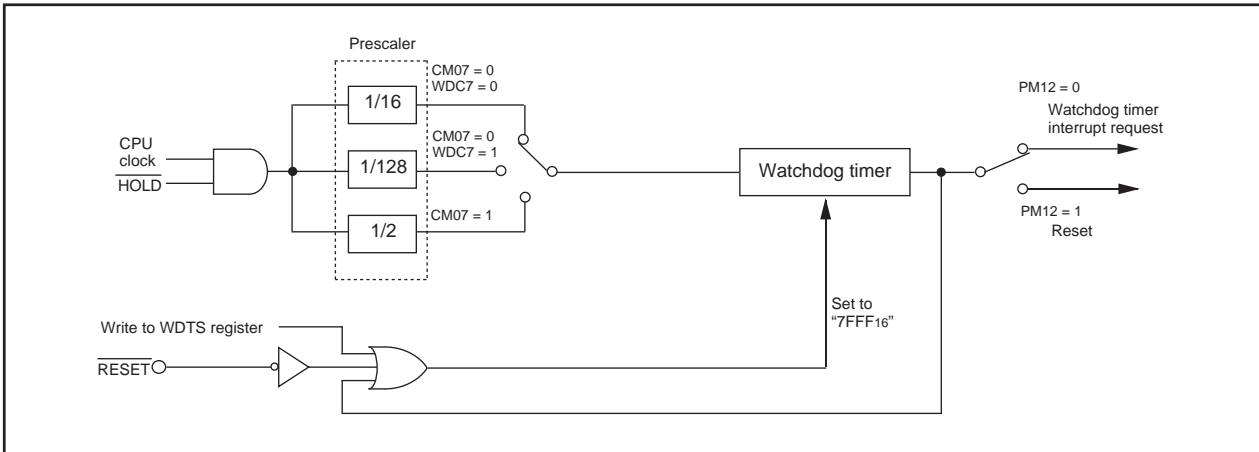 Prescaler
CM07 = 0
WDC7 = 0
1/16
PM12 = 0
Watchdog timer
interrupt request
CPU
clock
HOLD
CM07 = 0
WDC7 = 1
1/128
Watchdog timer
CM07 = 1
1/2
PM12 = 1
Reset
Write to WDTS register
Set to
“7FFF16”
RESET